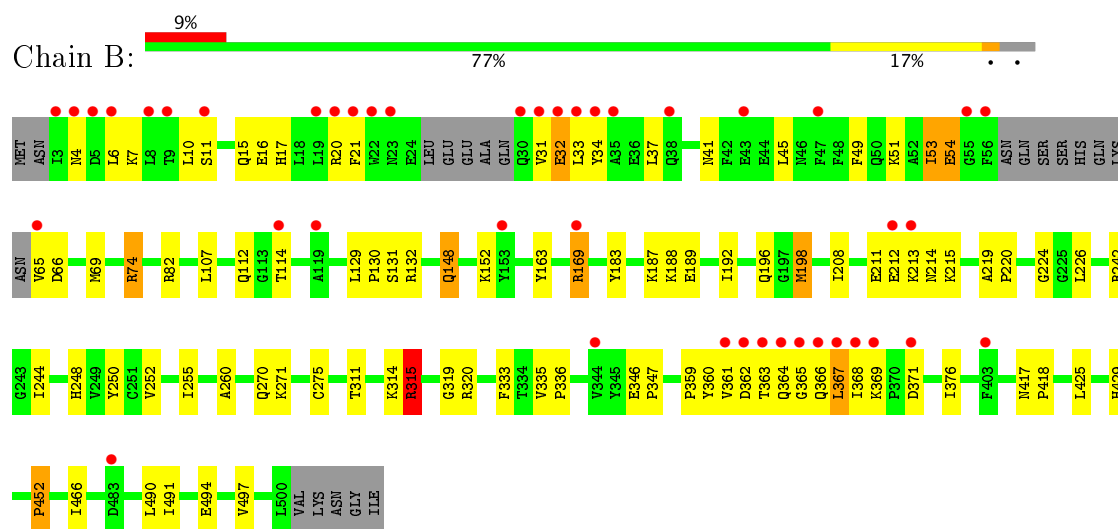 9%
Chain B:
77% 17% • •
MET ASN I3 N4 D5 L6 K7 L8 T9 L10 S11 Q15 E16 H17 L18 L19 R20 F21 W22 N23 E24 LEU GLU GLU ALA GLN Q30 V31 E32 L33 Y34 A35 E36 L37 Q38 N41 F42 E43 E44 L45 N46 F47 F48 F49 Q50 K51 A52 I53 E54 G55 F56 ASN GLN SER SER HIS GLN LYS
ASN V65 D66 M69 R74 R82 L107 Q112 G113 T114 A119 L129 P130 S131 R132 Q148 K152 Y153 Y163 R169 Y183 K187 K188 E189 I192 Q196 G197 M198 I208 E211 E212 K213 N214 K215 A219 P220 G224 G225 L226
G243 I244 H248 V249 Y250 C251 V252 I255 A260 Q270 K271 C275 T311 K314 R315 G319 R320 F333 T334 V335 P336 V344 Y345 E346 P347 P359 Y360 V361 D362 T363 Q364 G365 Q366 L367 I368 K369 P370 D371 I376 F403 N417 P418 L425
P452 I466 D483 L490 I491 E494 V497 L500 VAL LYS ASN GLY ILE